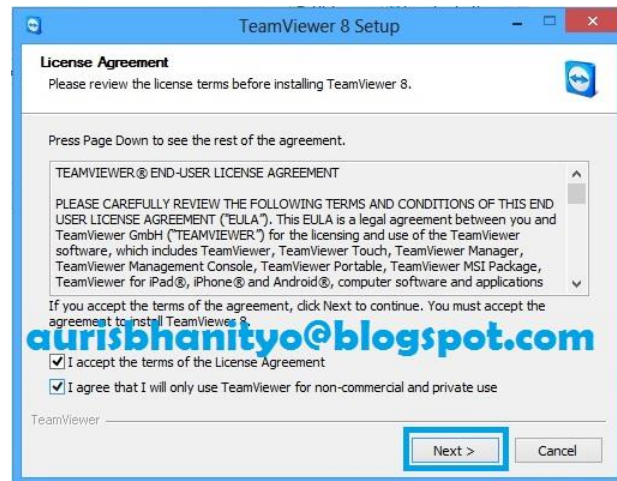 TeamViewer 8 Setup
License Agreement
Please review the license terms before installing TeamViewer 8.
Press Page Down to see the rest of the agreement.
TEAMVIEWER® END-USER LICENSE AGREEMENT
PLEASE CAREFULLY REVIEW THE FOLLOWING TERMS AND CONDITIONS OF THIS END
USER LICENSE AGREEMENT ("EULA"). This EULA is a legal agreement between you and
TeamViewer GmbH ("TEAMVIEWER") for the licensing and use of the TeamViewer
software, which includes TeamViewer, TeamViewer Touch, TeamViewer Manager,
TeamViewer Management Console, TeamViewer Portable, TeamViewer MSI Package,
TeamViewer for iPad®, iPhone® and Android®, computer software and applications
If you accept the terms of the agreement, click Next to continue. You must accept the
agreement to install TeamViewer 8.
aurisbhanityo@blogspot.com
I accept the terms of the License Agreement
I agree that I will only use TeamViewer for non-commercial and private use
TeamViewer
Next >
Cancel